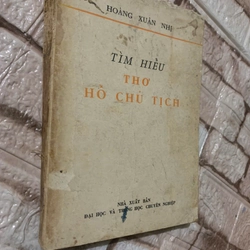 HOÀNG XUÂN NHỊ
TÌM HIỂU
THƠ
HỒ CHỦ TỊCH
NHÀ XUẤT BẢN
ĐẠI HỌC VÀ TRUNG HỌC CHUYÊN NGHIỆP